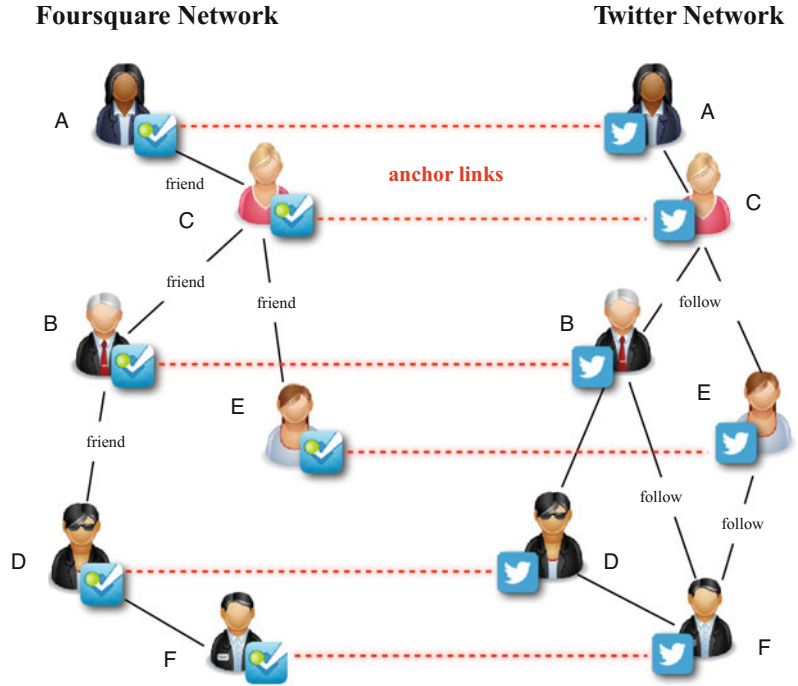 Foursquare Network
Twitter Network
A
A
friend
anchor links
C
C
friend
friend
follow
B
B
E
E
friend
follow
follow
D
D
F
F